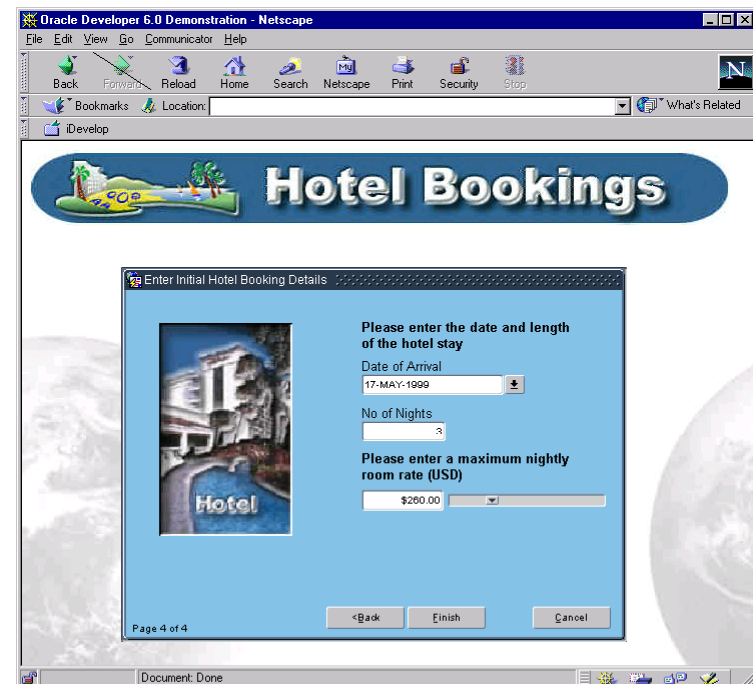 Oracle Developer 6.0 Demonstration - Netscape
File Edit View Go Communicator Help
Back Forward Reload Home Search Netscape Print Security Stop
My
N
Bookmarks Location: What's Related
iDevelop
Hotel Bookings
Enter Initial Hotel Booking Details
Please enter the date and length
of the hotel stay
Date of Arrival
17-MAY-1999
No of Nights
3
Please enter a maximum nightly
room rate (USD)
$260.00
Hotel
<Back Finish Cancel
Page 4 of 4
Document: Done